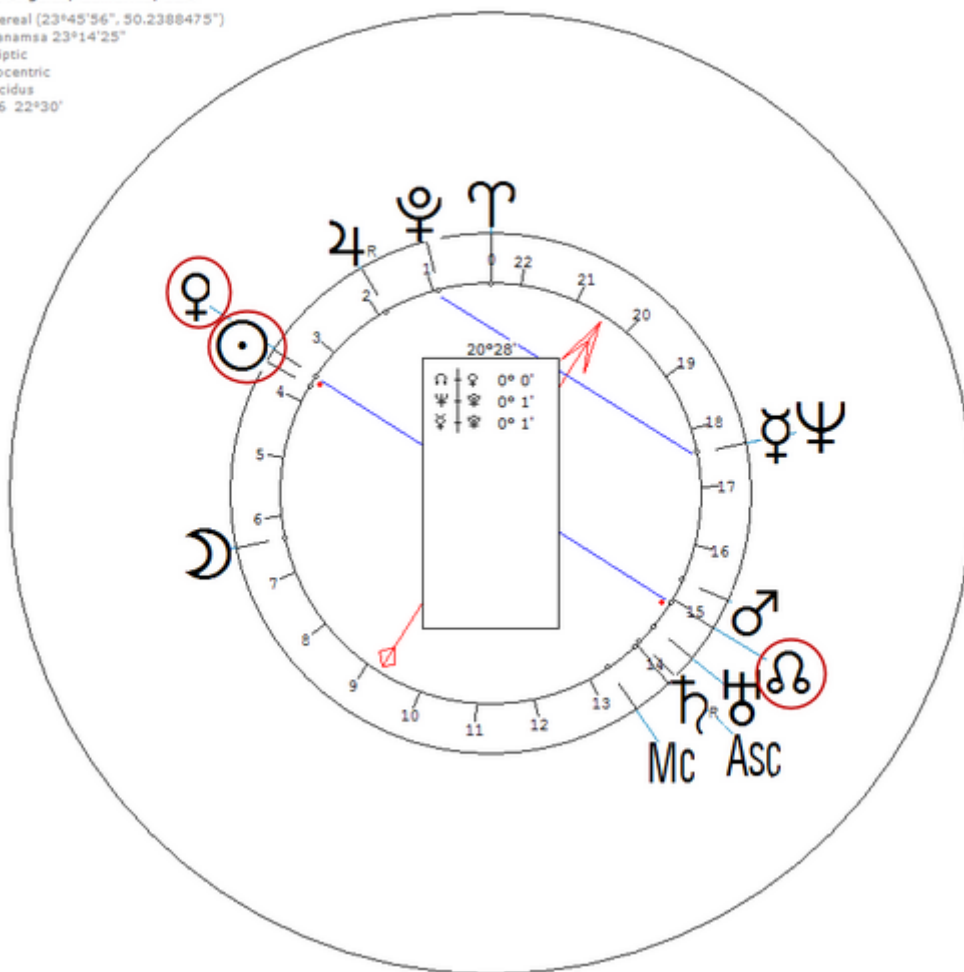 ereal (23°45'56", 50.2388475")
anamsa 23°14'25"
iptic
ocentric
cidus
6 22°30'
♇ ♈
♃ R
0 22
1 21
2 20
♀
☉
3 19
4
18 ☿ ♆
20°28'
☊ ♀ 0° 0'
♆ ♇ 0° 1'
☿ ♇ 0° 1'
5 17
6 16
☽
7 15 ♂
8 14 ☊
♄ R ♅
9 13
10 11 12
Mc Asc